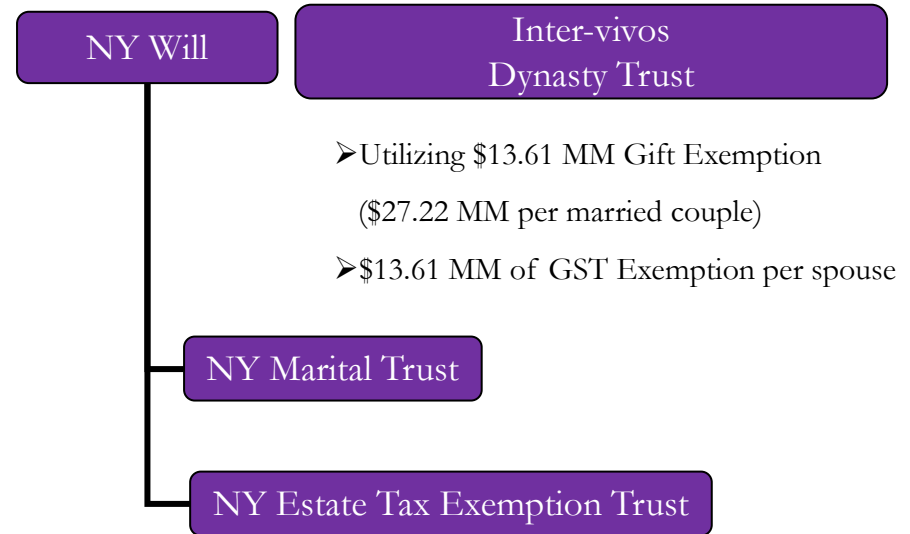 NY Will
Inter-vivos
Dynasty Trust
➢Utilizing $13.61 MM Gift Exemption
($27.22 MM per married couple)
➢$13.61 MM of GST Exemption per spouse
NY Marital Trust
NY Estate Tax Exemption Trust